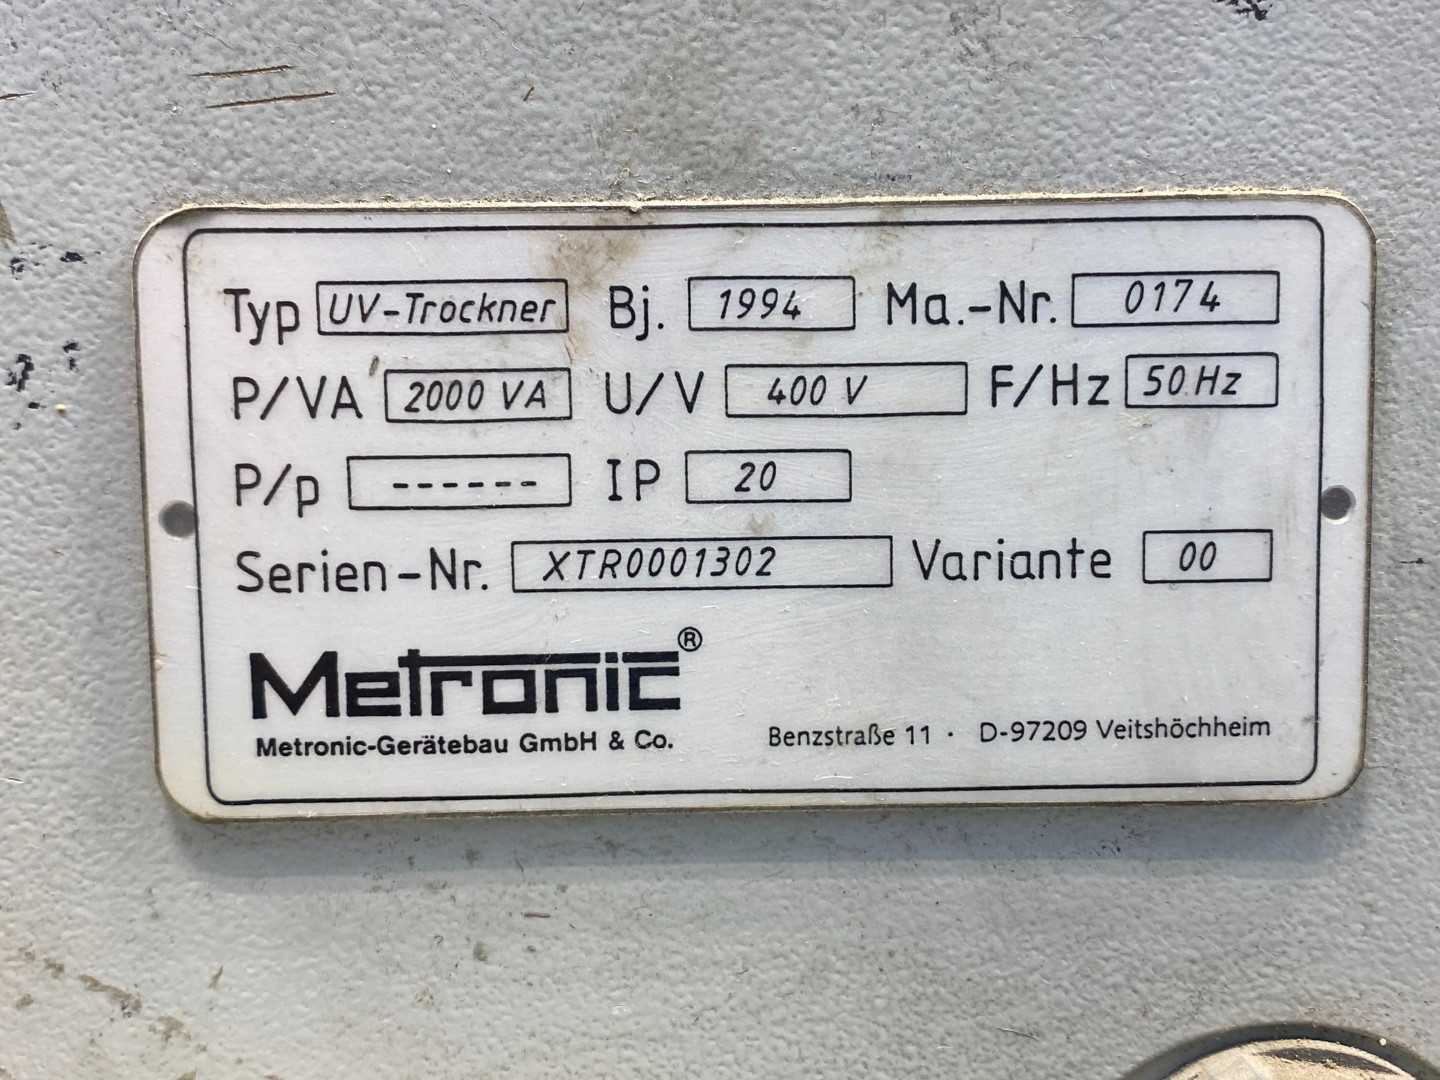 Typ UV-Trockner Bj. 1994 Ma.-Nr. 0174
P/VA 2000 VA U/V 400 V F/Hz 50 Hz
P/p ------ IP 20
Serien-Nr. XTR0001302 Variante 00
Metronic®
Metronic-Gerätebau GmbH & Co. Benzstraße 11 · D-97209 Veitshöchheim